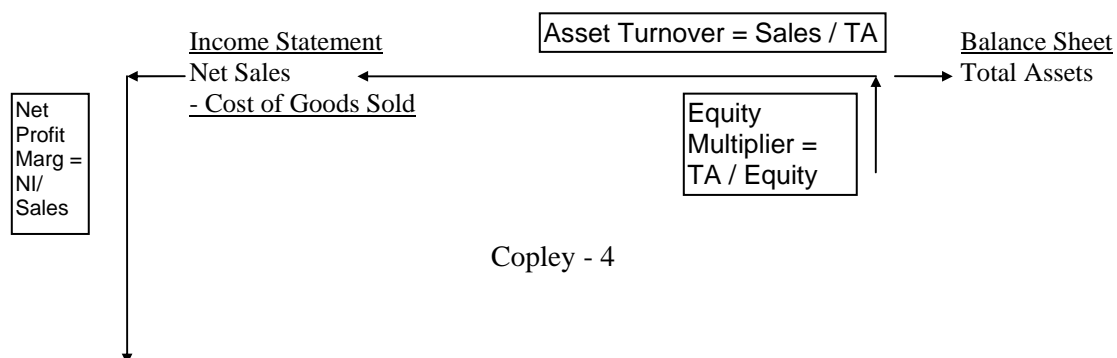 Asset Turnover = Sales / TA
Income Statement
Balance Sheet
Net Sales
Total Assets
- Cost of Goods Sold
Net
Profit
Marg =
NI/
Sales
Equity
Multiplier =
TA / Equity
Copley - 4